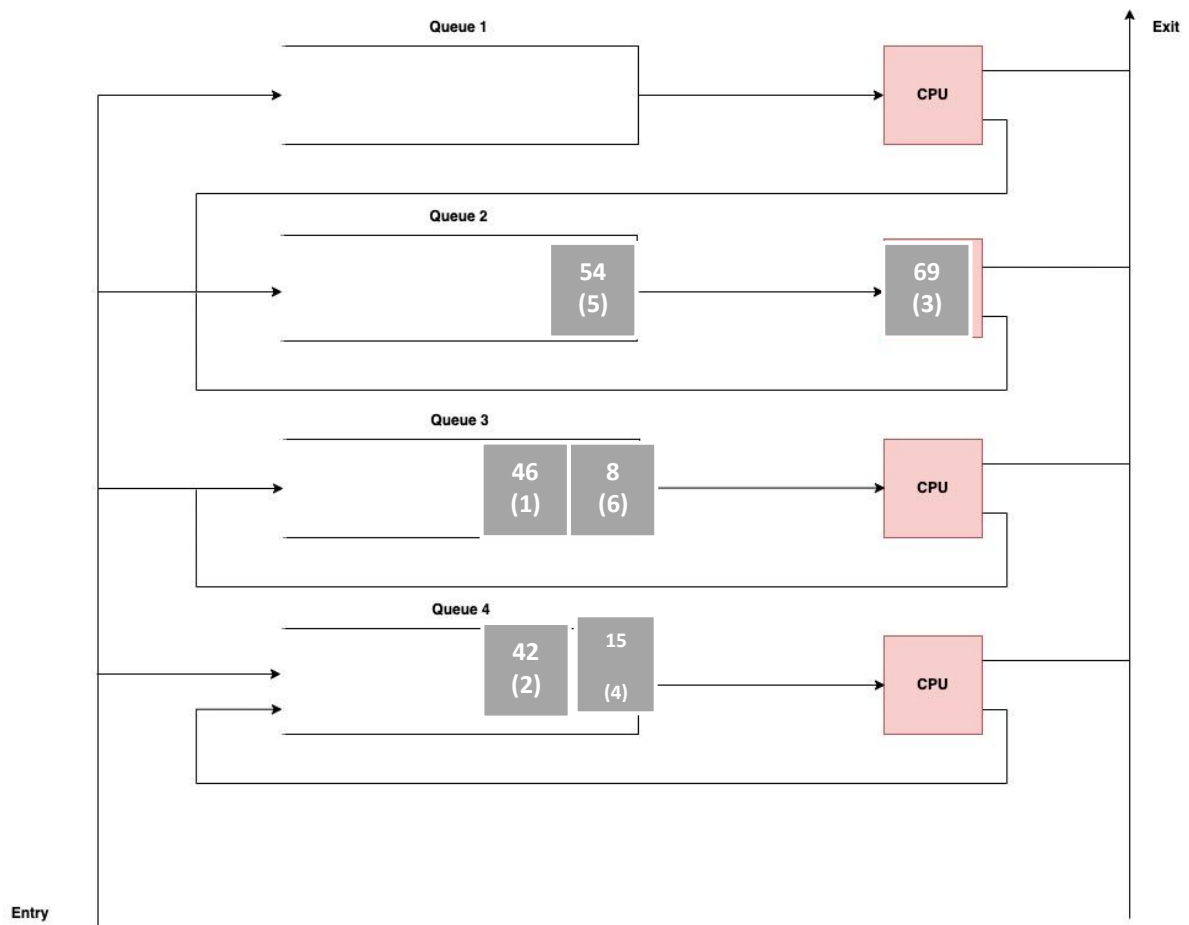 Queue 1
Exit
CPU
Queue 2
54
(5)
69
(3)
Queue 3
46
(1)
8
(6)
CPU
Queue 4
42
(2)
15
(4)
CPU
Entry